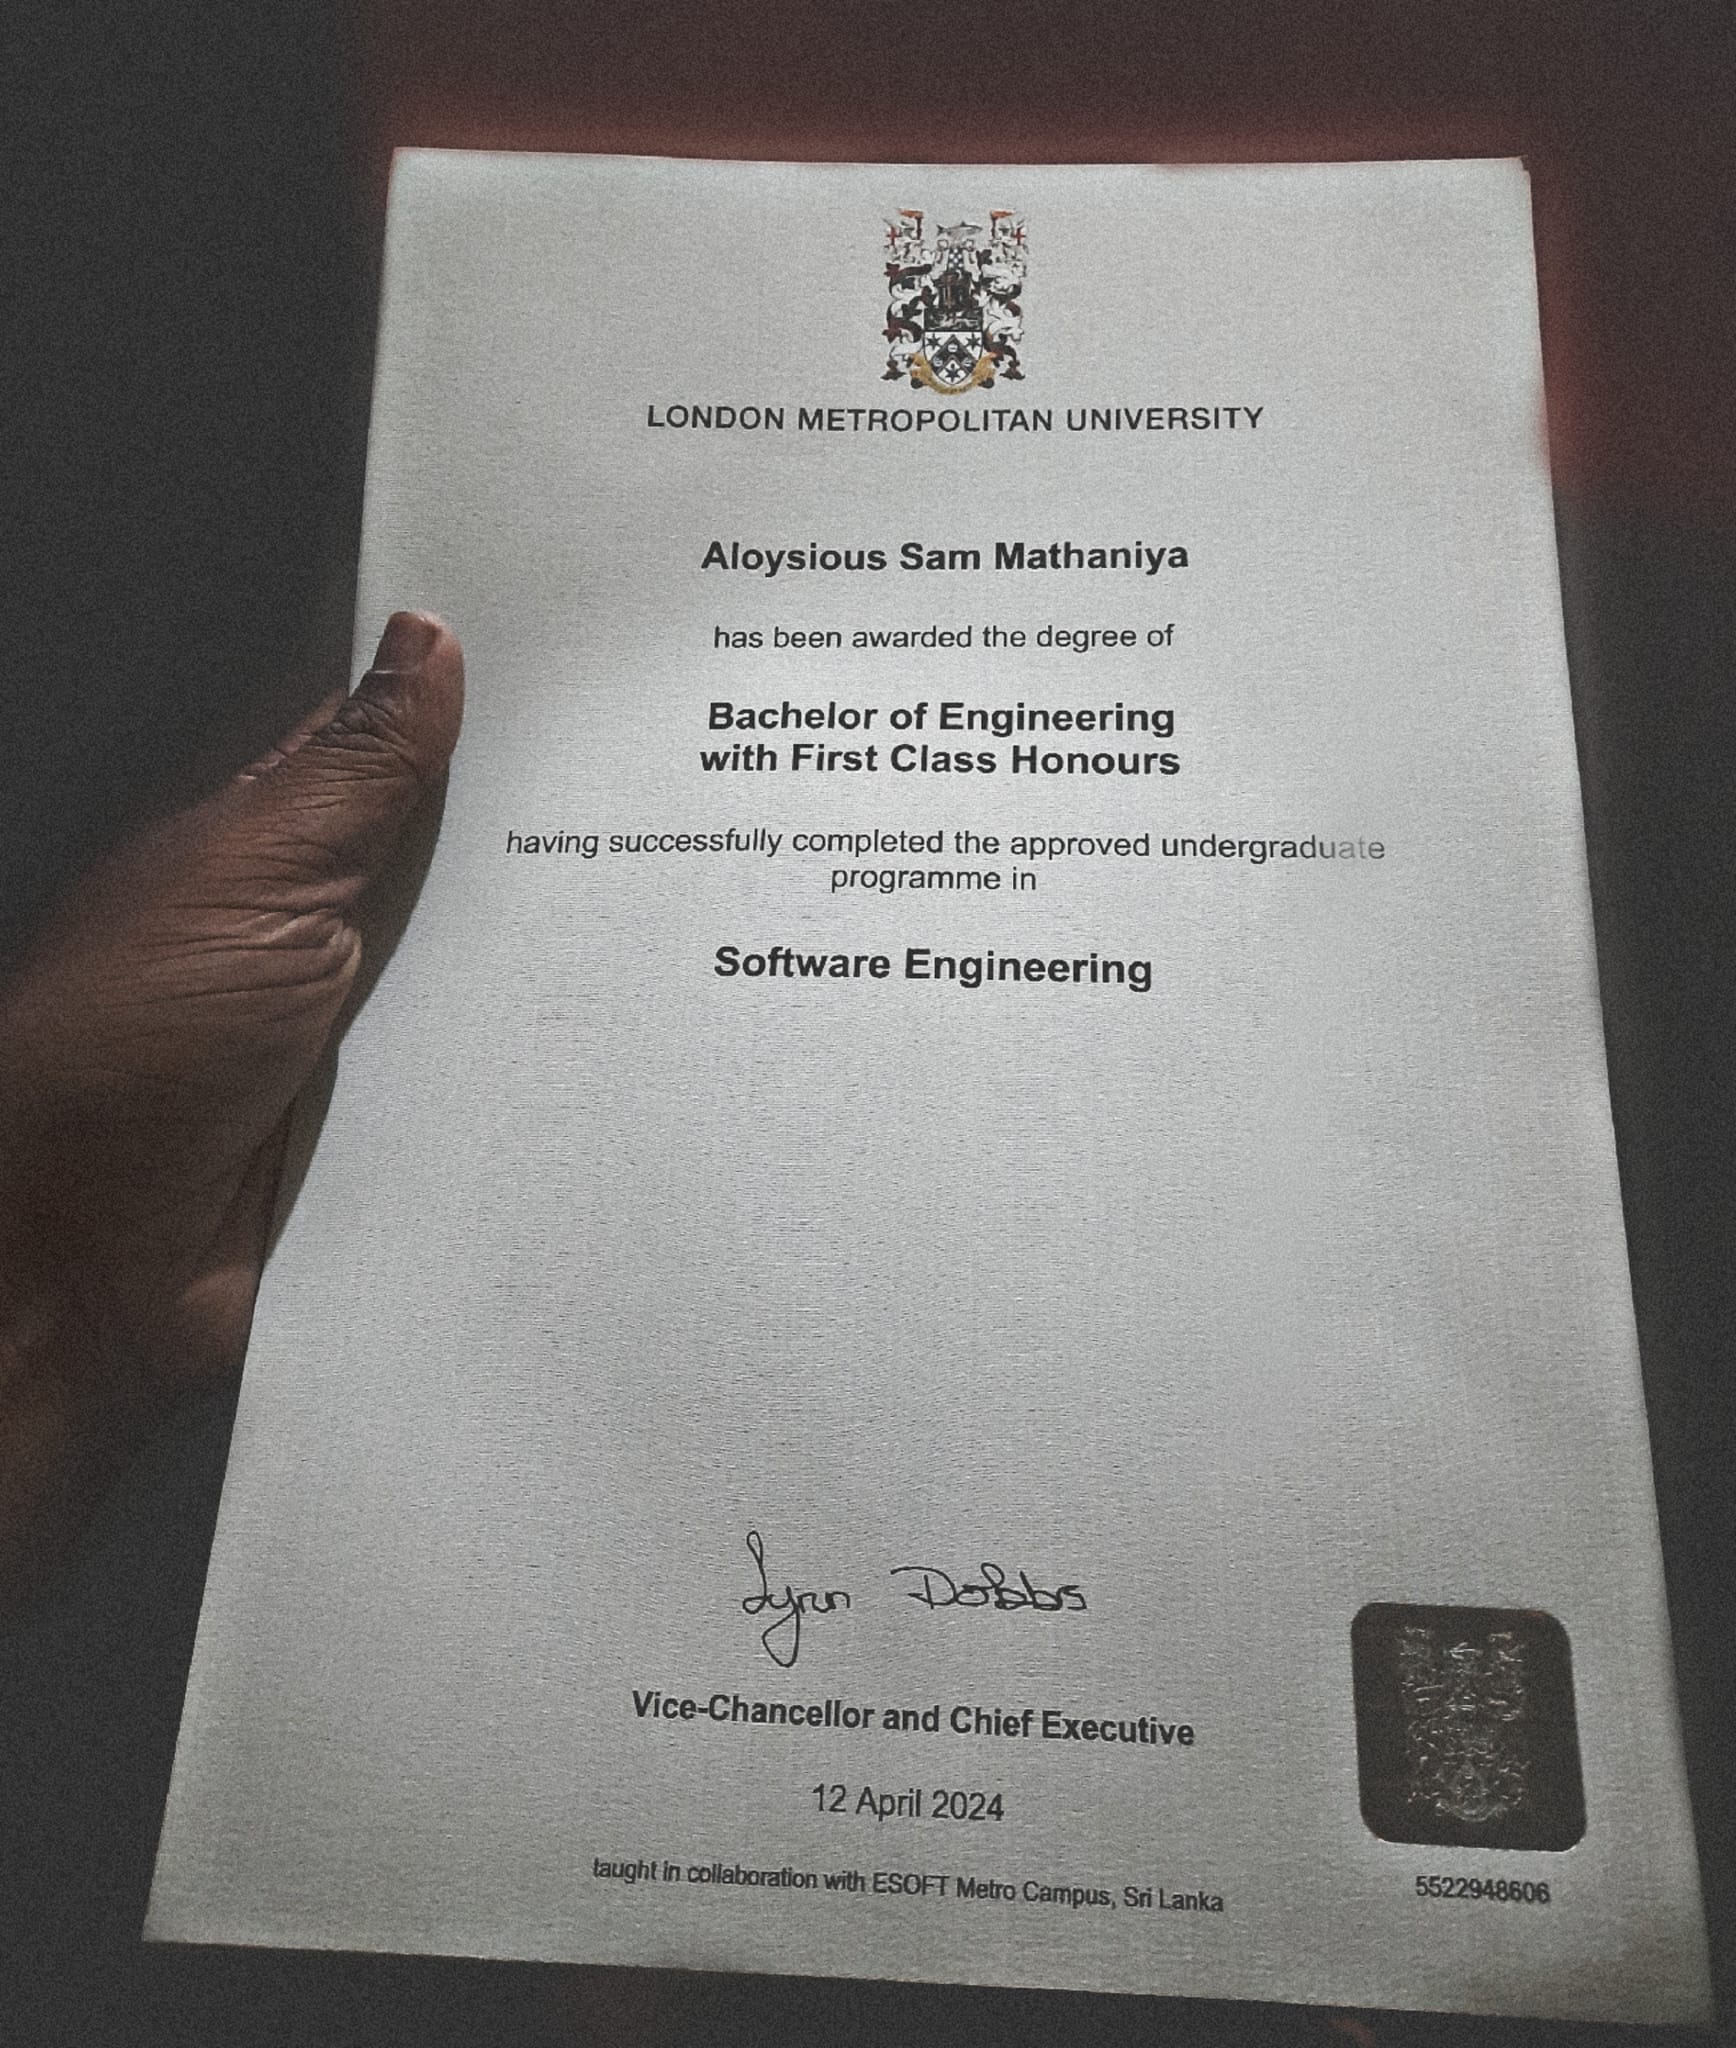 LONDON METROPOLITAN UNIVERSITY
Aloysious Sam Mathaniya
has been awarded the degree of
Bachelor of Engineering
with First Class Honours
having successfully completed the approved undergraduate
programme in
Software Engineering
Lynn Dobbs
Vice-Chancellor and Chief Executive
12 April 2024
taught in collaboration with ESOFT Metro Campus, Sri Lanka
5522948606